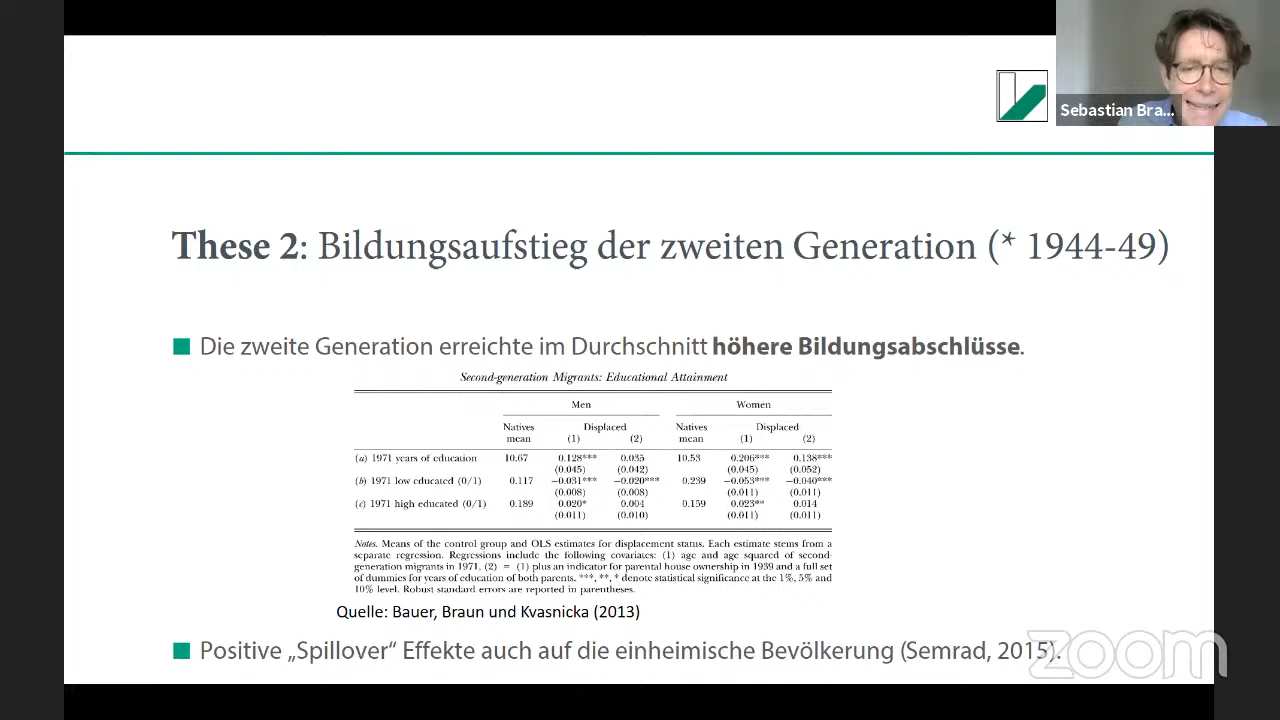 Sebastian Bra...
These 2: Bildungsaufstieg der zweiten Generation (* 1944-49)
Die zweite Generation erreichte im Durchschnitt höhere Bildungsabschlüsse.
Second-generation Migrants: Educational Attainment
Men Women
Natives Displaced Natives Displaced
mean (1) (2) mean (1) (2)
(a) 1971 years of education 10.67 0.128*** 0.035 10.53 0.206*** 0.138***
(0.045) (0.042) (0.045) (0.052)
(b) 1971 low educated (0/1) 0.117 −0.031*** −0.020*** 0.239 −0.053*** −0.040***
(0.008) (0.008) (0.011) (0.011)
(c) 1971 high educated (0/1) 0.189 0.020* 0.004 0.159 0.023** 0.014
(0.011) (0.010) (0.011) (0.011)
Notes. Means of the control group and OLS estimates for displacement status. Each estimate stems from a
separate regression. Regressions include the following covariates: (1) age and age squared of second-
generation migrants in 1971, (2) = (1) plus an indicator for parental house ownership in 1939 and a full set
of dummies for years of education of both parents. ***, **, * denote statistical significance at the 1%, 5% and
10% level. Robust standard errors are reported in parentheses.
Quelle: Bauer, Braun und Kvasnicka (2013)
Positive „Spillover“ Effekte auch auf die einheimische Bevölkerung (Semrad, 2015).
zoom